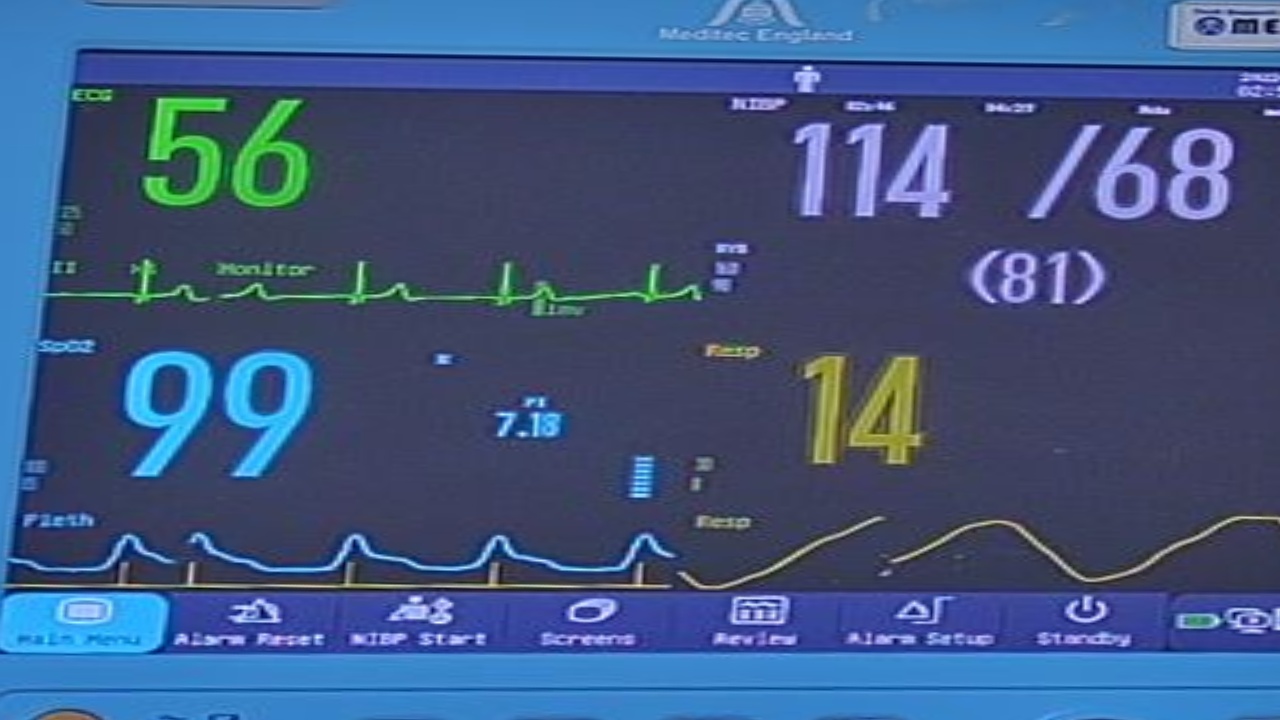 Meditec England
ECG
56
NIBP
114 /68
(81)
II
Monitor
SpO2
99
PI
7.18
Resp
14
Pleth
Resp
Main Menu
Alarm Reset
NIBP Start
Screens
Review
Alarm Setup
Standby